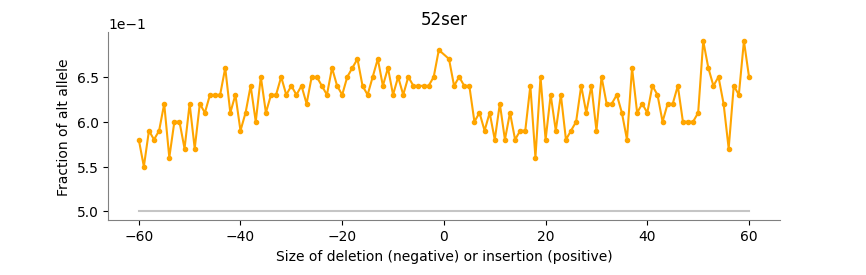 52ser
1e−1
Fraction of alt allele
6.5
6.0
5.5
5.0
−60 −40 −20 0 20 40 60
Size of deletion (negative) or insertion (positive)